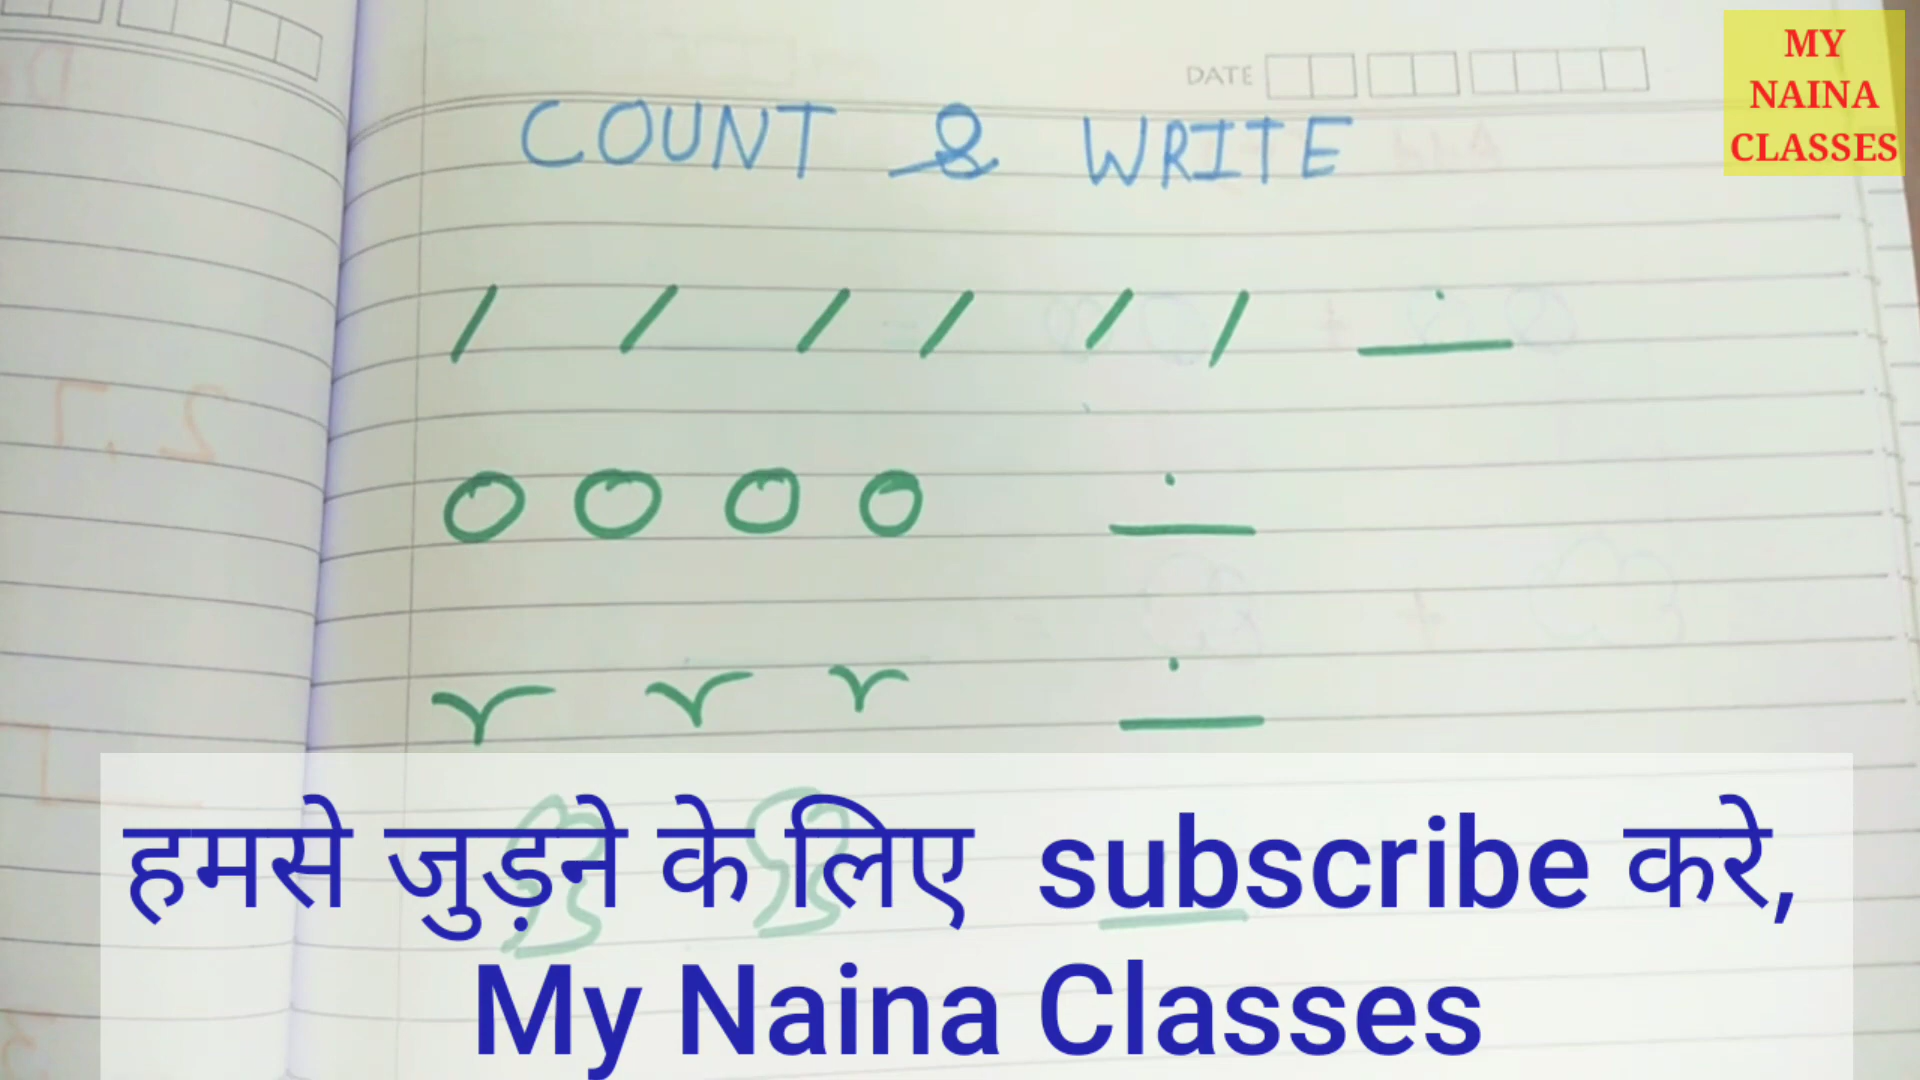 DATE
MY
NAINA
CLASSES
COUNT & WRITE
हमसे जुड़ने के लिए subscribe करे,
My Naina Classes